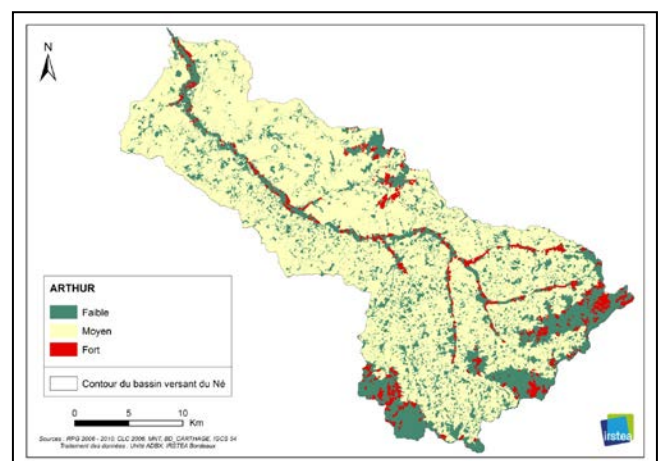 N
ARTHUR
Faible
Moyen
Fort
Contour du bassin versant du Né
0 5 10
Km
Sources : RPG 2006 - 2010, CLC 2006, MNT, BD_CARTHAGE, IGCS 54
Traitement des données : Unité ADBX, IRSTEA Bordeaux
irstea